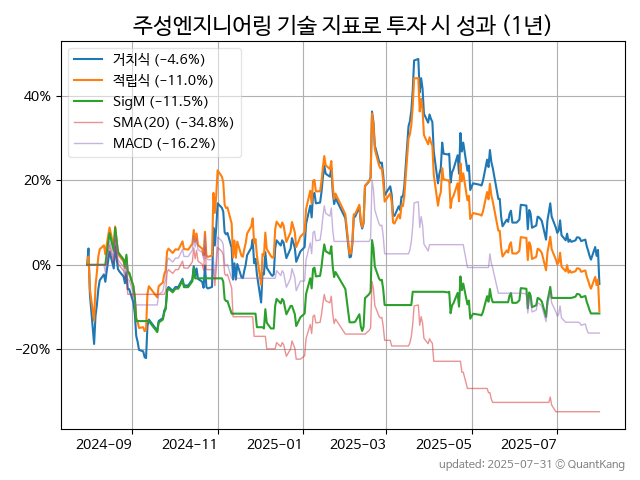 주성엔지니어링 기술 지표로 투자 시 성과 (1년)
거치식 (−4.6%)
적립식 (−11.0%)
SigM (−11.5%)
SMA(20) (−34.8%)
MACD (−16.2%)
40%
20%
0%
−20%
2024-09 2024-11 2025-01 2025-03 2025-05 2025-07
updated: 2025-07-31 © QuantKang